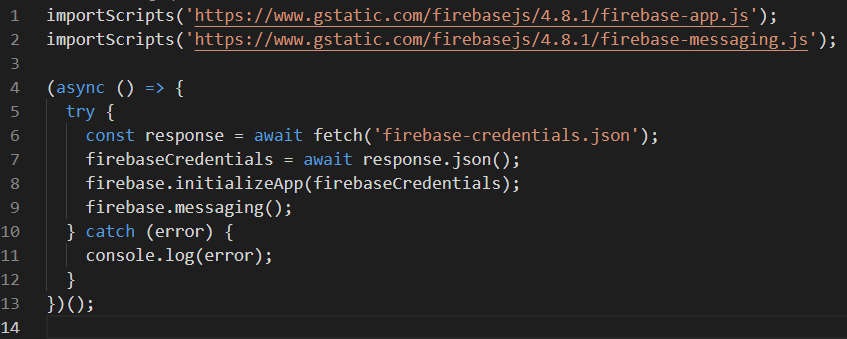 1 importScripts('https://www.gstatic.com/firebasejs/4.8.1/firebase-app.js');
2 importScripts('https://www.gstatic.com/firebasejs/4.8.1/firebase-messaging.js');
3
4 (async () => {
5   try {
6     const response = await fetch('firebase-credentials.json');
7     firebaseCredentials = await response.json();
8     firebase.initializeApp(firebaseCredentials);
9     firebase.messaging();
10   } catch (error) {
11     console.log(error);
12   }
13 })();
14